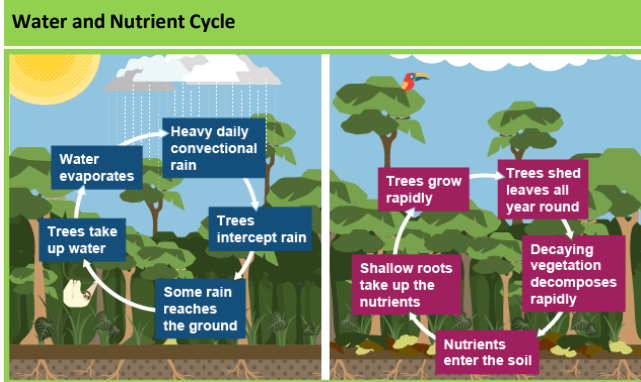 Water and Nutrient Cycle
Heavy daily
convectional
rain
Trees
intercept rain
Some rain
reaches
the ground
Trees take
up water
Water
evaporates
Trees grow
rapidly
Trees shed
leaves all
year round
Decaying
vegetation
decomposes
rapidly
Nutrients
enter the soil
Shallow roots
take up the
nutrients